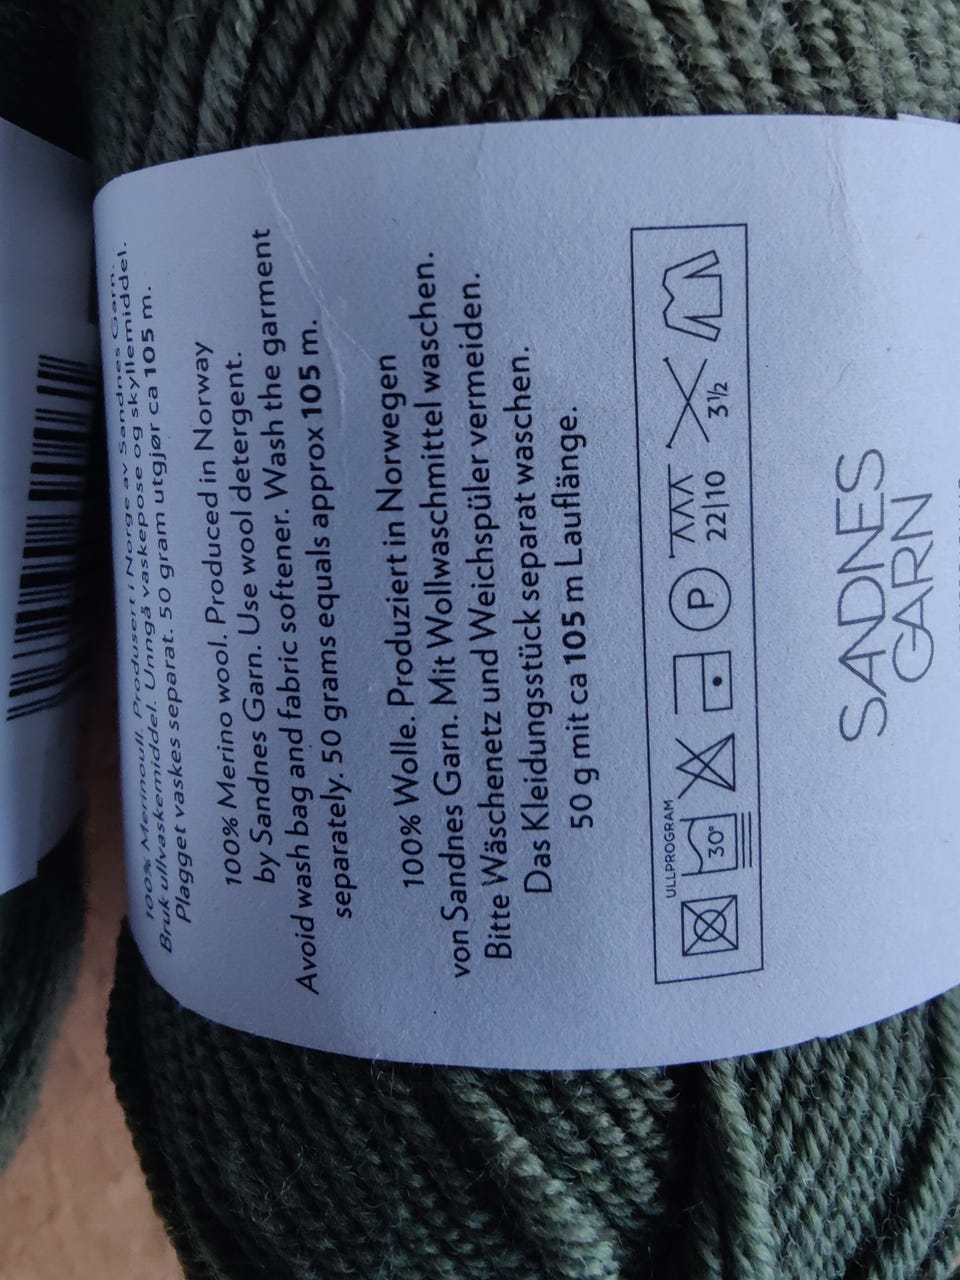 100% Merinoull. Produsert i Norge av Sandnes Garn.
Bruk ullvaskemiddel. Unngå vaskepose og skyllemiddel.
Plagget vaskes separat. 50 gram utgjør ca 105 m.
100% Merino wool. Produced in Norway
by Sandnes Garn. Use wool detergent.
Avoid wash bag and fabric softener. Wash the garment
separately. 50 grams equals approx 105 m.
100% Wolle. Produziert in Norwegen
von Sandnes Garn. Mit Wollwaschmittel waschen.
Bitte Wäschenetz und Weichspüler vermeiden.
Das Kleidungsstück separat waschen.
50 g mit ca 105 m Lauflänge.
ULLPROGRAM
30° P 22|10 3½
SANDNES
GARN